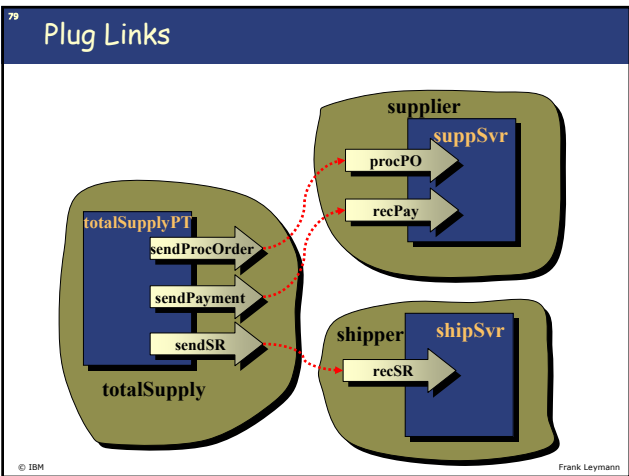 79
Plug Links
supplier
suppSvr
procPO
recPay
totalSupplyPT
sendProcOrder
sendPayment
sendSR
totalSupply
shipper
shipSvr
recSR
© IBM
Frank Leymann